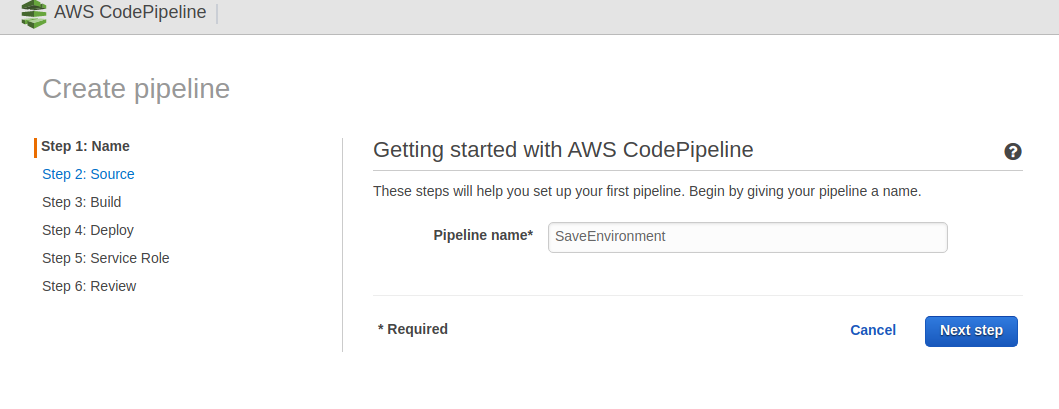 AWS CodePipeline
Create pipeline
Step 1: Name
Step 2: Source
Step 3: Build
Step 4: Deploy
Step 5: Service Role
Step 6: Review
Getting started with AWS CodePipeline
?
These steps will help you set up your first pipeline. Begin by giving your pipeline a name.
Pipeline name* SaveEnvironment
* Required
Cancel Next step